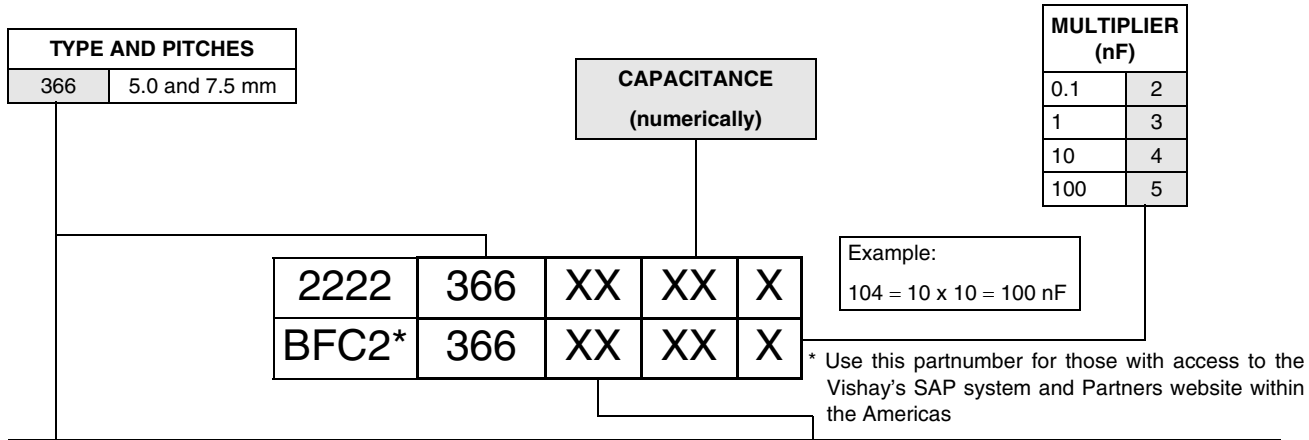 TYPE AND PITCHES
366 5.0 and 7.5 mm
CAPACITANCE
(numerically)
MULTIPLIER
(nF)
0.1 2
1 3
10 4
100 5
Example:
104 = 10 x 10 = 100 nF
2222 366 XX XX X
BFC2* 366 XX XX X
* Use this partnumber for those with access to the
Vishay's SAP system and Partners website within
the Americas